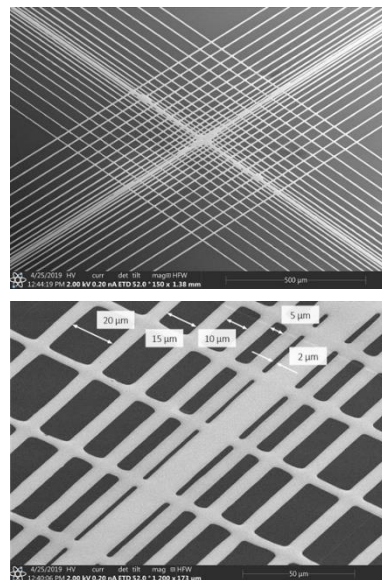 4/25/2019 HV curr det tilt mag HFW
12:44:19 PM 2.00 kV 0.20 nA ETD 52.0 ° 150 x 1.38 mm
500 µm
5 µm
20 µm
15 µm
10 µm
2 µm
4/25/2019 HV curr det tilt mag HFW
12:40:06 PM 2.00 kV 0.20 nA ETD 52.0 ° 1 200 x 173 µm
50 µm